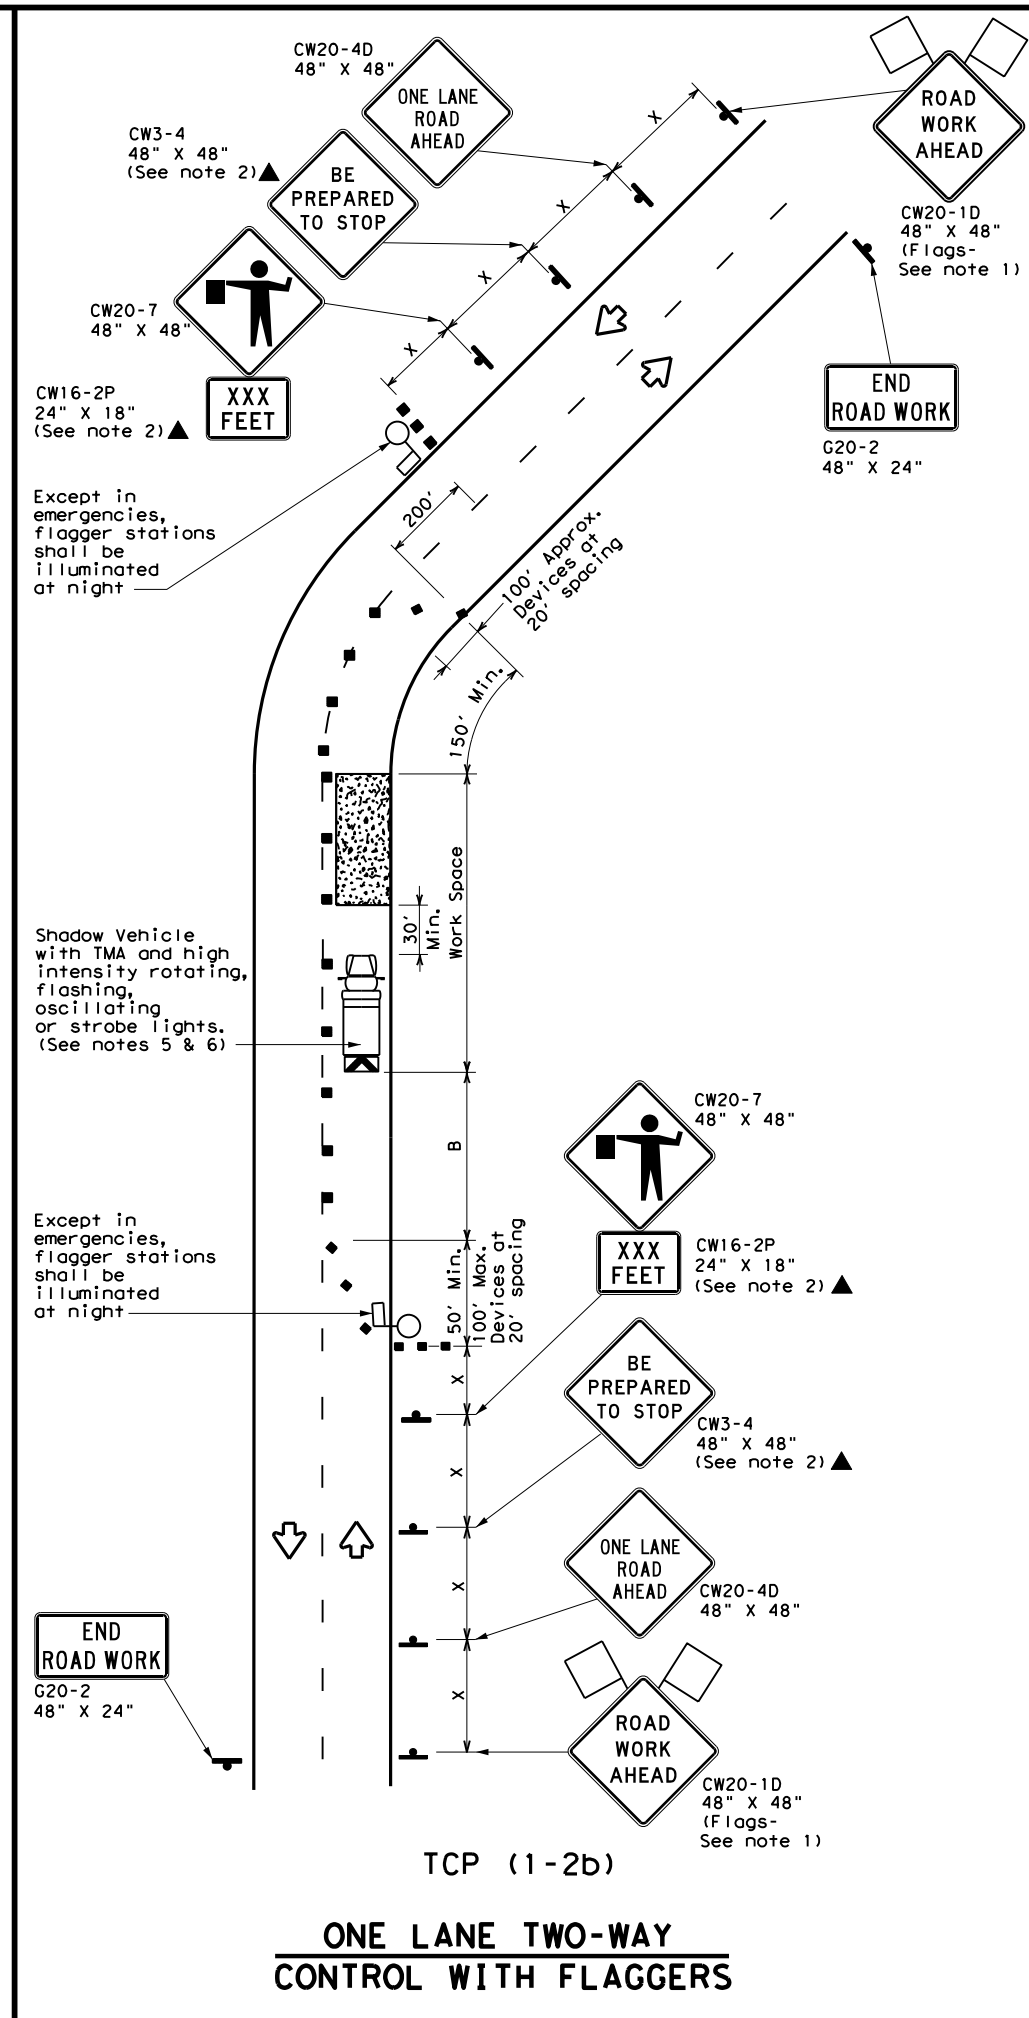 CW20-4D
48" X 48"
ONE LANE
ROAD
AHEAD
ROAD
WORK
AHEAD
CW20-1D
48" X 48"
(Flags-
See note 1)
CW3-4
48" X 48"
(See note 2)
BE
PREPARED
TO STOP
CW20-7
48" X 48"
CW16-2P
24" X 18"
(See note 2)
XXX
FEET
X
X
X
X
END
ROAD WORK
G20-2
48" X 24"
Except in
emergencies,
flagger stations
shall be
illuminated
at night
200'
100' Approx.
Devices at
20' spacing
150' Min.
Work Space
30'
Min.
Shadow Vehicle
with TMA and high
intensity rotating,
flashing,
oscillating
or strobe lights.
(See notes 5 & 6)
B
CW20-7
48" X 48"
XXX
FEET
CW16-2P
24" X 18"
(See note 2)
Except in
emergencies,
flagger stations
shall be
illuminated
at night
50' Min.
100' Max.
Devices at
20' spacing
X
BE
PREPARED
TO STOP
CW3-4
48" X 48"
(See note 2)
X
ONE LANE
ROAD
AHEAD
CW20-4D
48" X 48"
X
END
ROAD WORK
G20-2
48" X 24"
X
ROAD
WORK
AHEAD
CW20-1D
48" X 48"
(Flags-
See note 1)
TCP (1-2b)
ONE LANE TWO-WAY
CONTROL WITH FLAGGERS